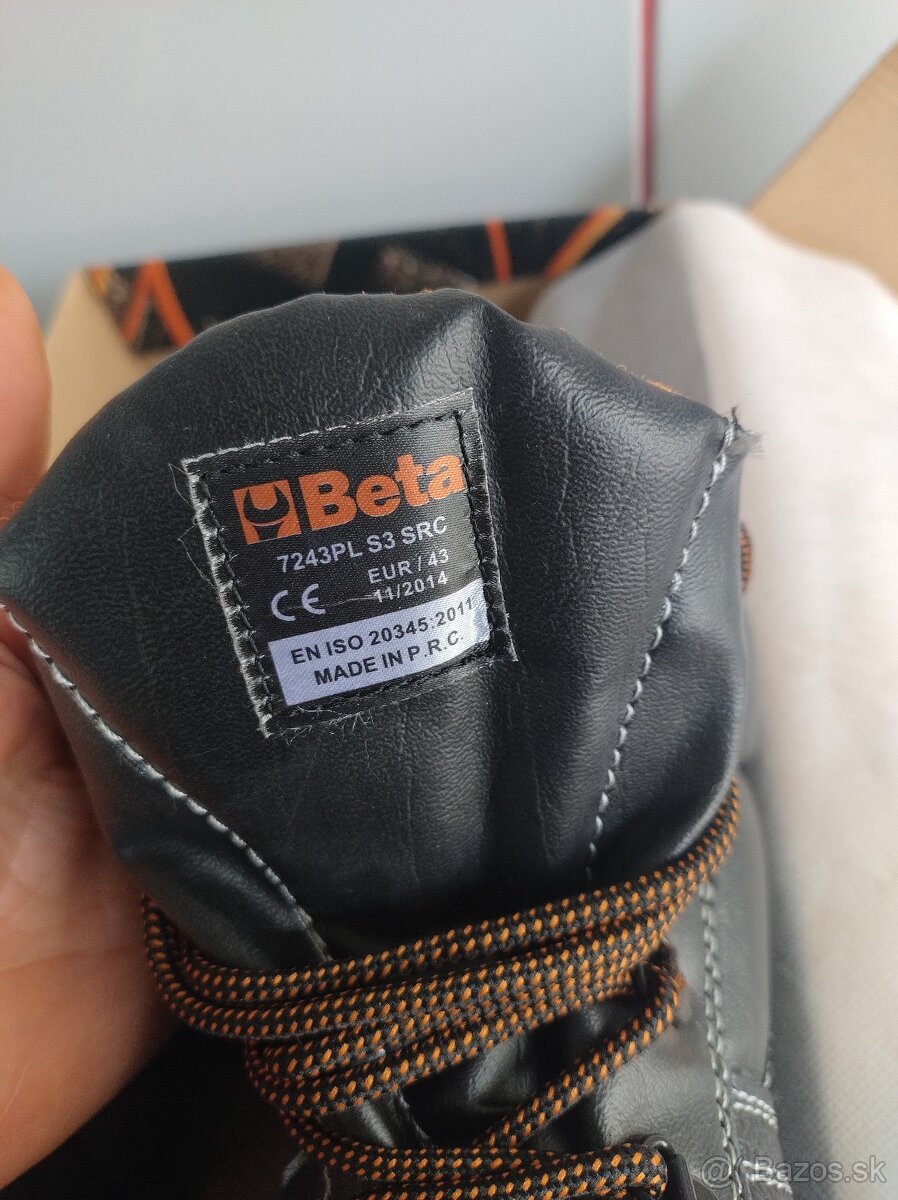 Beta
7243PL S3 SRC
EUR / 43
11/2014
CE
EN ISO 20345:2011
MADE IN P.R.C.
@ Bazos.sk